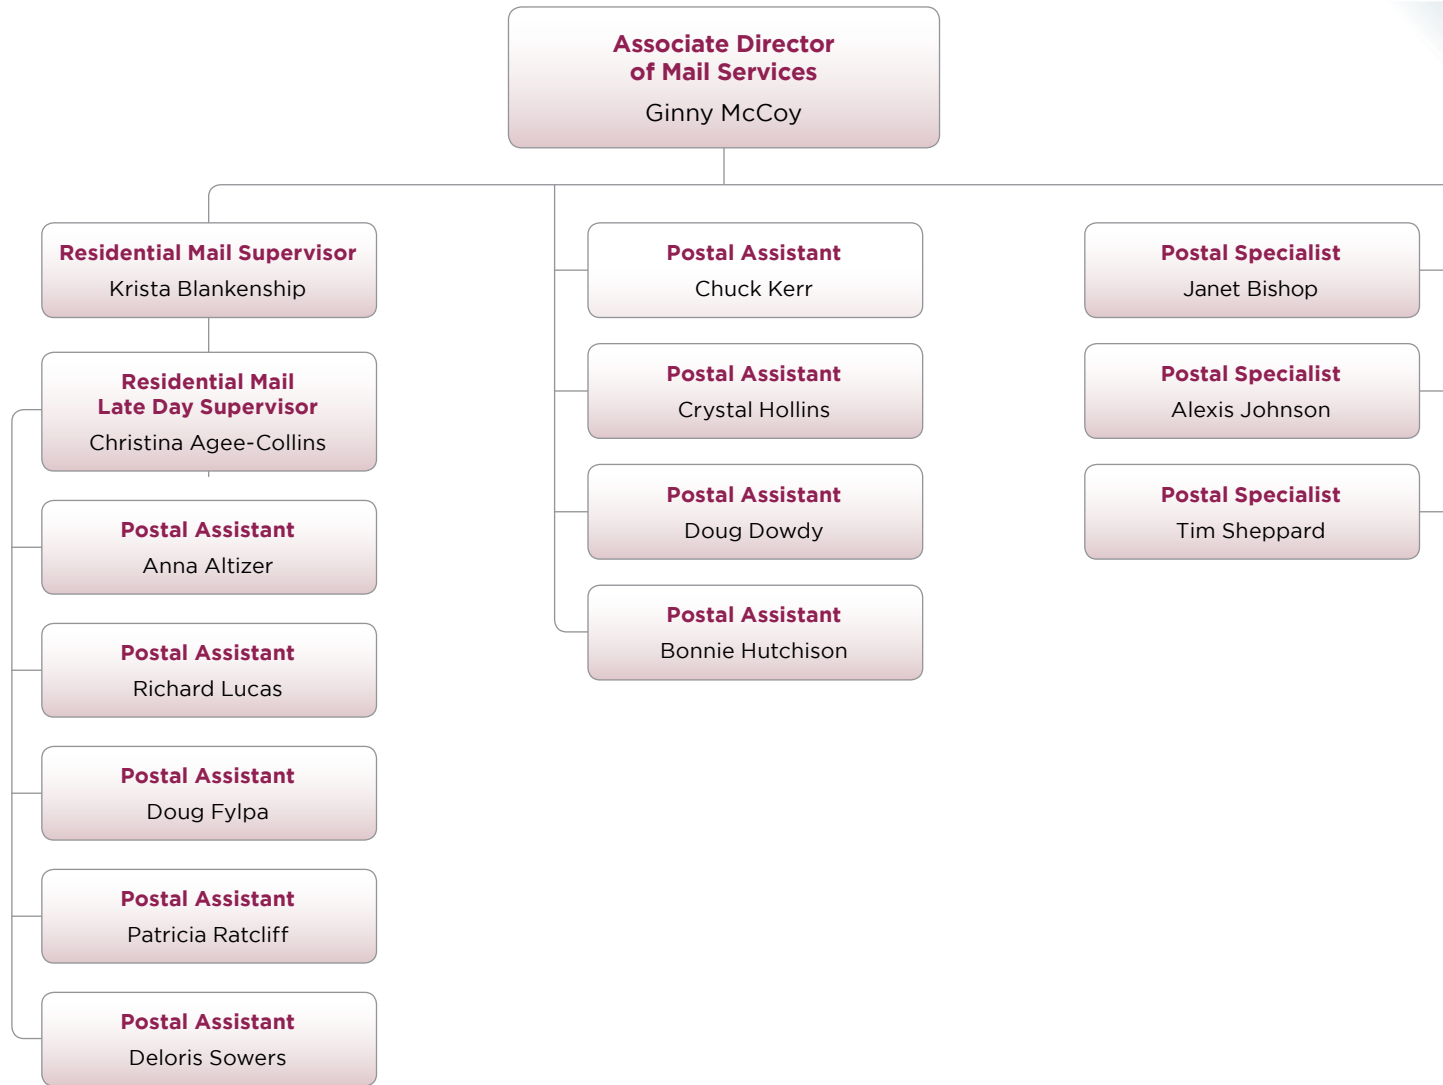 Associate Director
of Mail Services
Ginny McCoy
Residential Mail Supervisor
Krista Blankenship
Residential Mail
Late Day Supervisor
Christina Agee-Collins
Postal Assistant
Anna Altizer
Postal Assistant
Richard Lucas
Postal Assistant
Doug Fylpa
Postal Assistant
Patricia Ratcliff
Postal Assistant
Deloris Sowers
Postal Assistant
Chuck Kerr
Postal Assistant
Crystal Hollins
Postal Assistant
Doug Dowdy
Postal Assistant
Bonnie Hutchison
Postal Specialist
Janet Bishop
Postal Specialist
Alexis Johnson
Postal Specialist
Tim Sheppard